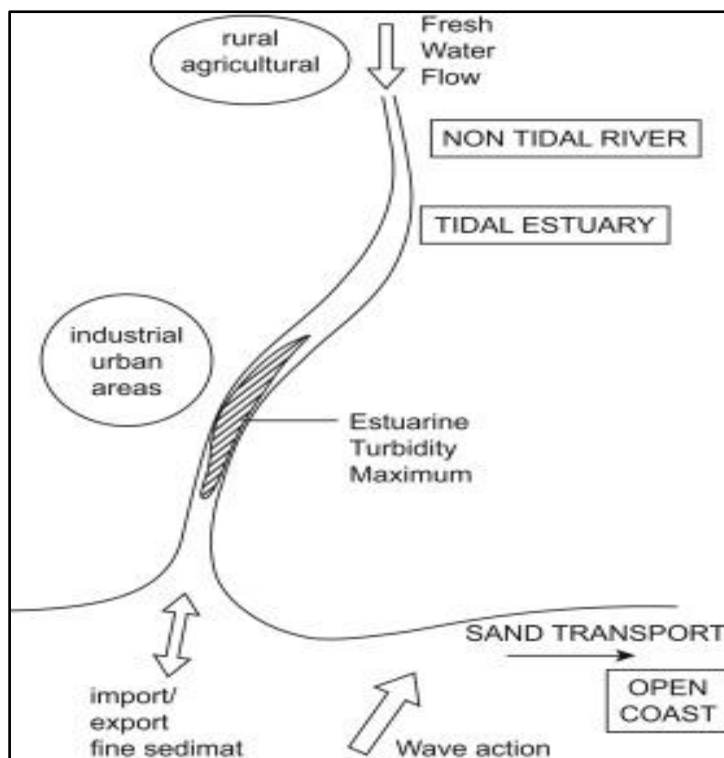 rural
agricultural
Fresh
Water
Flow
NON TIDAL RIVER
TIDAL ESTUARY
industrial
urban
areas
Estuarine
Turbidity
Maximum
SAND TRANSPORT
import/
export
fine sedimat
Wave action
OPEN
COAST